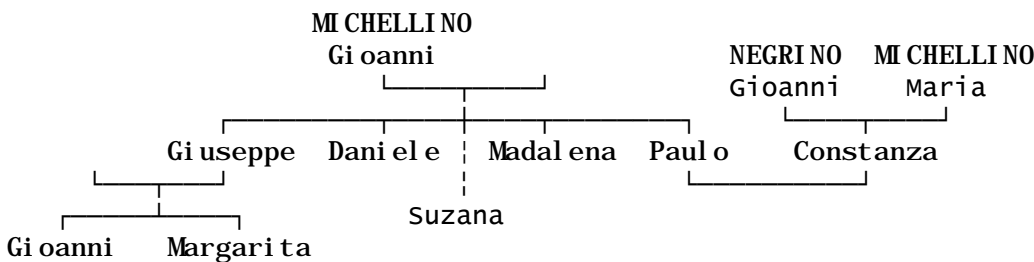 MICHELLINO
Gioanni NEGRINO MICHELLINO
Gioanni Maria
Giuseppe Daniele Madalena Paulo Constanza
Suzana
Gioanni Margarita